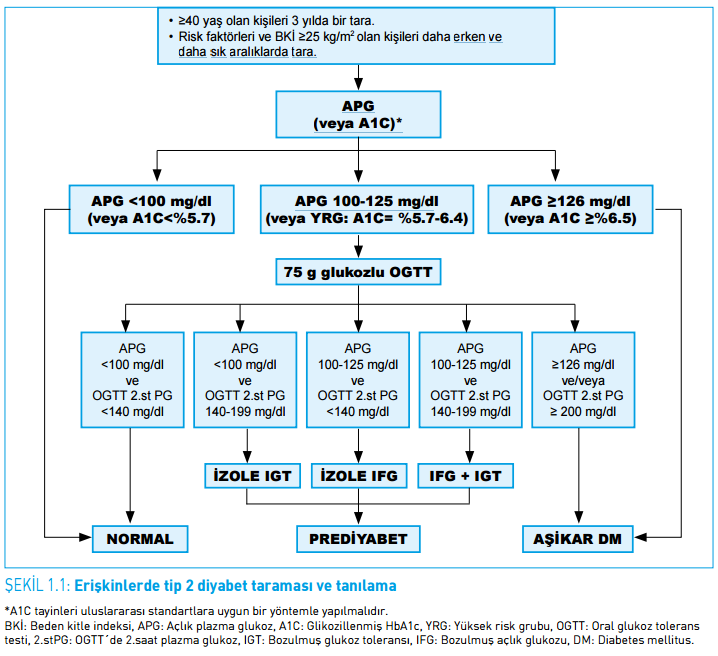 • ≥40 yaş olan kişileri 3 yılda bir tara.
• Risk faktörleri ve BKİ ≥25 kg/m² olan kişileri daha erken ve
daha sık aralıklarda tara.
APG
(veya A1C)*
APG <100 mg/dl
(veya A1C<%5.7)
APG 100-125 mg/dl
(veya YRG: A1C= %5.7-6.4)
APG ≥126 mg/dl
(veya A1C ≥%6.5)
75 g glukozlu OGTT
APG
<100 mg/dl
ve
OGTT 2.st PG
<140 mg/dl
APG
<100 mg/dl
ve
OGTT 2.st PG
140-199 mg/dl
APG
100-125 mg/dl
ve
OGTT 2.st PG
<140 mg/dl
APG
100-125 mg/dl
ve
OGTT 2.st PG
140-199 mg/dl
APG
≥126 mg/dl
ve/veya
OGTT 2.st PG
≥ 200 mg/dl
İZOLE IGT
İZOLE IFG
IFG + IGT
NORMAL
PREDİYABET
AŞİKAR DM
ŞEKİL 1.1: Erişkinlerde tip 2 diyabet taraması ve tanılama
*A1C tayinleri uluslararası standartlara uygun bir yöntemle yapılmalıdır.
BKİ: Beden kitle indeksi, APG: Açlık plazma glukoz, A1C: Glikozillenmiş HbA1c, YRG: Yüksek risk grubu, OGTT: Oral glukoz tolerans
testi, 2.stPG: OGTT´de 2.saat plazma glukoz, IGT: Bozulmuş glukoz toleransı, IFG: Bozulmuş açlık glukozu, DM: Diabetes mellitus.